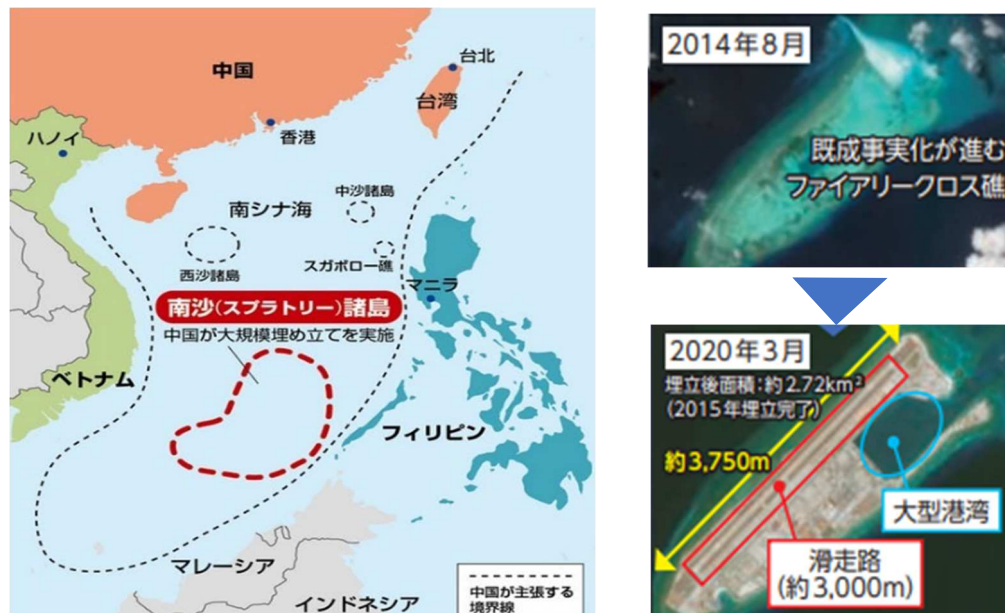 中国
台北
台湾
ハノイ
香港
中沙諸島
南シナ海
スガボロー礁
西沙諸島
マニラ
南沙(スプラトリー)諸島
中国が大規模埋め立てを実施
ベトナム
フィリピン
マレーシア
インドネシア
中国が主張する
境界線
2014年8月
既成事実化が進む
ファイアリークロス礁
2020年3月
埋立後面積:約2.72km²
(2015年埋立完了)
約3,750m
大型港湾
滑走路
(約3,000m)